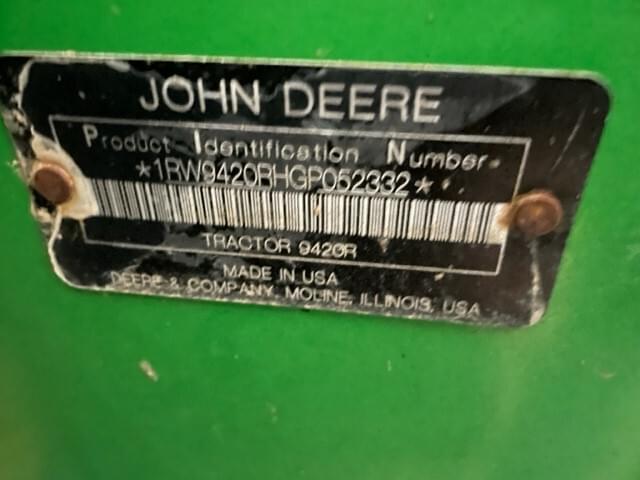 JOHN DEERE
Product Identification Number
*1RW9420RHGP052332*
TRACTOR 9420R
MADE IN USA
DEERE & COMPANY, MOLINE, ILLINOIS, USA